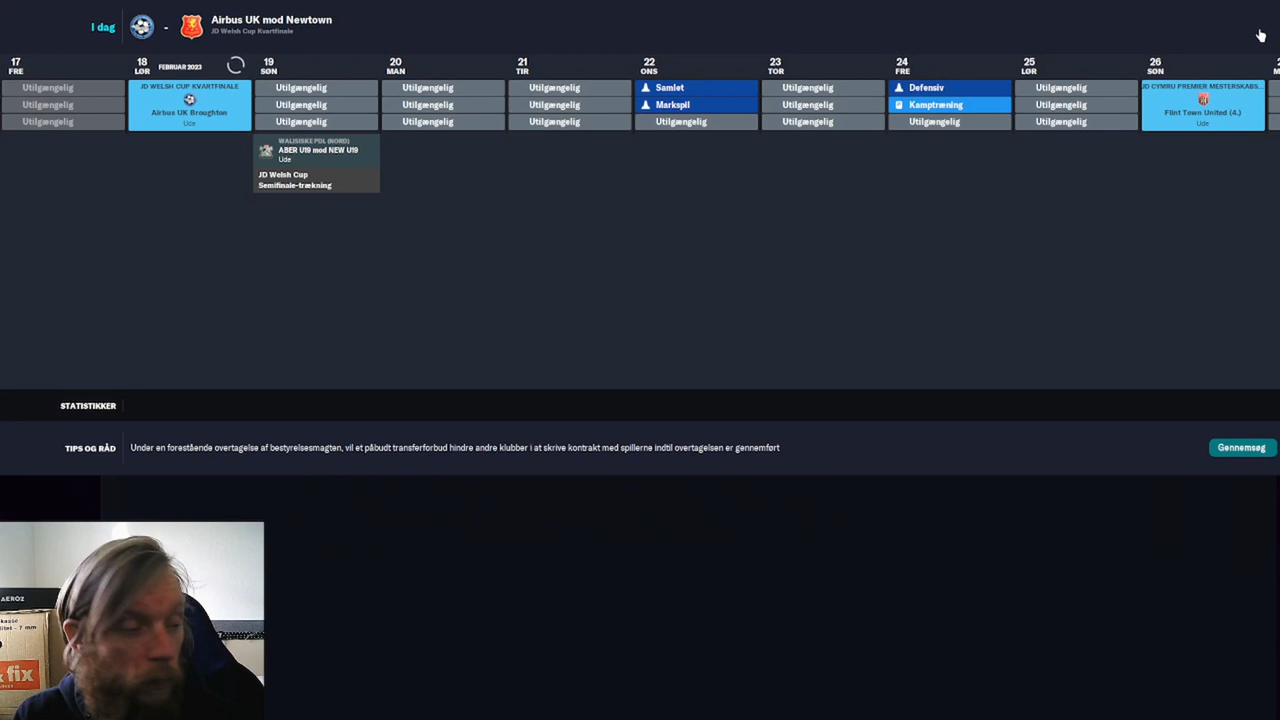 I dag
-
Airbus UK mod Newtown
JD Welsh Cup Kvartfinale
17
FRE
18
LØR
FEBRUAR 2023
19
SØN
20
MAN
21
TIR
22
ONS
23
TOR
24
FRE
25
LØR
26
SØN
Utilgængelig
JD WELSH CUP KVARTFINALE
Utilgængelig
Utilgængelig
Utilgængelig
Samlet
Utilgængelig
Defensiv
Utilgængelig
JD CYMRU PREMIER MESTERSKABS...
Utilgængelig
Utilgængelig
Utilgængelig
Utilgængelig
Markspil
Utilgængelig
Kamptræning
Utilgængelig
Airbus UK Broughton
Flint Town United (4.)
Utilgængelig
Ude
Utilgængelig
Utilgængelig
Utilgængelig
Utilgængelig
Utilgængelig
Utilgængelig
Utilgængelig
Ude
WALISISKE PDL (NORD)
ABER U19 mod NEW U19
Ude
JD Welsh Cup
Semifinale-trækning
STATISTIKKER
TIPS OG RÅD
Under en forestående overtagelse af bestyrelsesmagten, vil et påbudt transferforbud hindre andre klubber i at skrive kontrakt med spillerne indtil overtagelsen er gennemført
Gennemsøg
AEROZ
fix